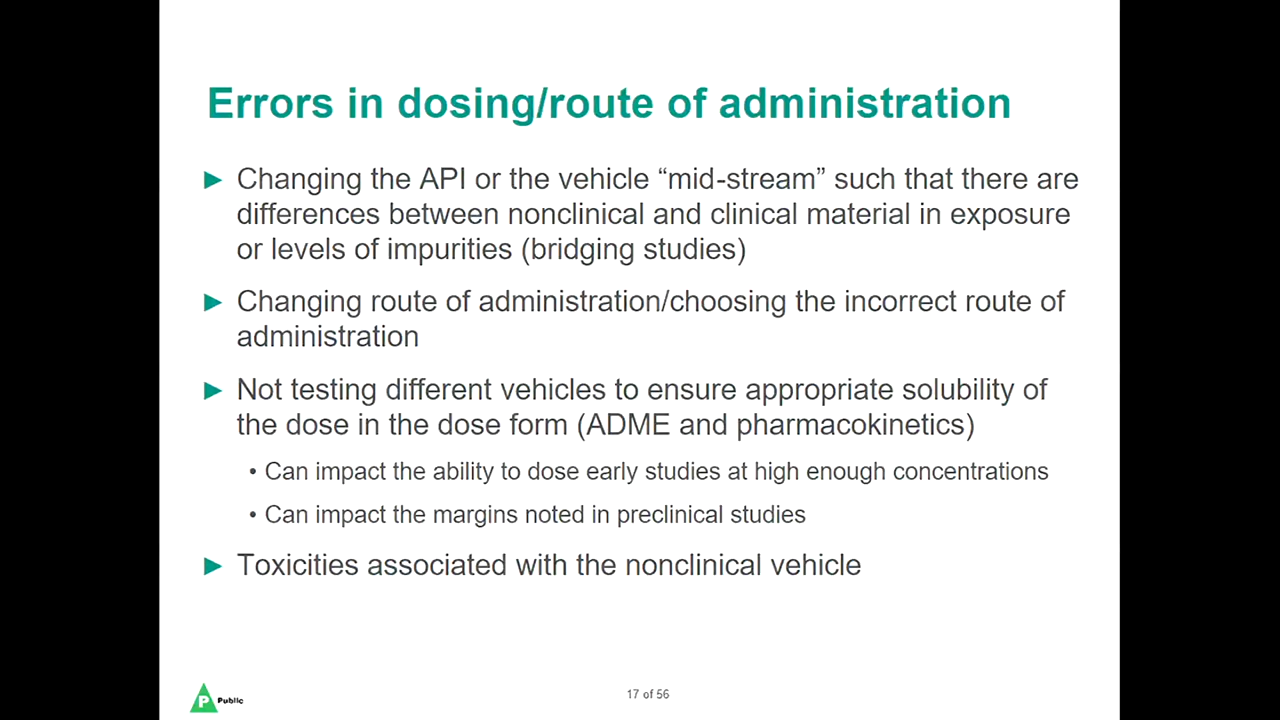 Errors in dosing/route of administration
► Changing the API or the vehicle “mid-stream” such that there are
differences between nonclinical and clinical material in exposure
or levels of impurities (bridging studies)
► Changing route of administration/choosing the incorrect route of
administration
► Not testing different vehicles to ensure appropriate solubility of
the dose in the dose form (ADME and pharmacokinetics)
• Can impact the ability to dose early studies at high enough concentrations
• Can impact the margins noted in preclinical studies
► Toxicities associated with the nonclinical vehicle
P Public
17 of 56